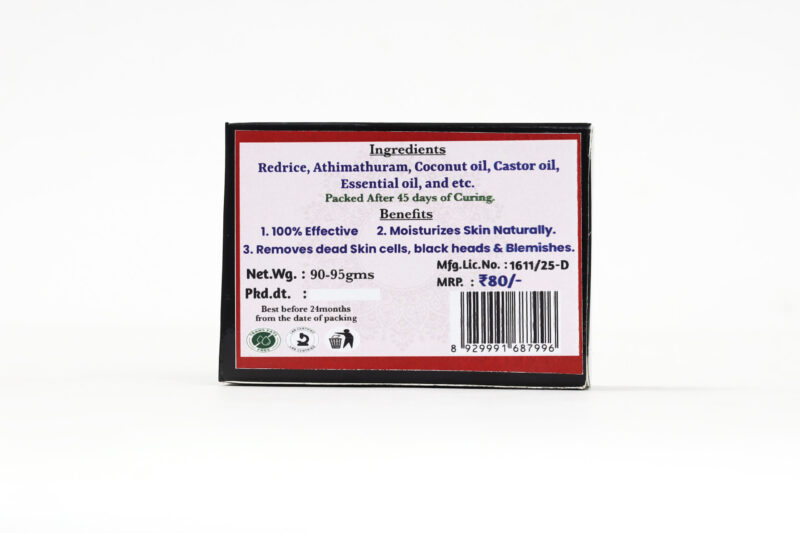 Ingredients
Redrice, Athimathuram, Coconut oil, Castor oil,
Essential oil, and etc.
Packed After 45 days of Curing.
Benefits
1. 100% Effective 2. Moisturizes Skin Naturally.
3. Removes dead Skin cells, black heads & Blemishes.
Net.Wg. : 90-95gms
Mfg.Lic.No. : 1611/25-D
Pkd.dt. :
MRP. : ₹80/-
Best before 24months
from the date of packing
8 929991 687996